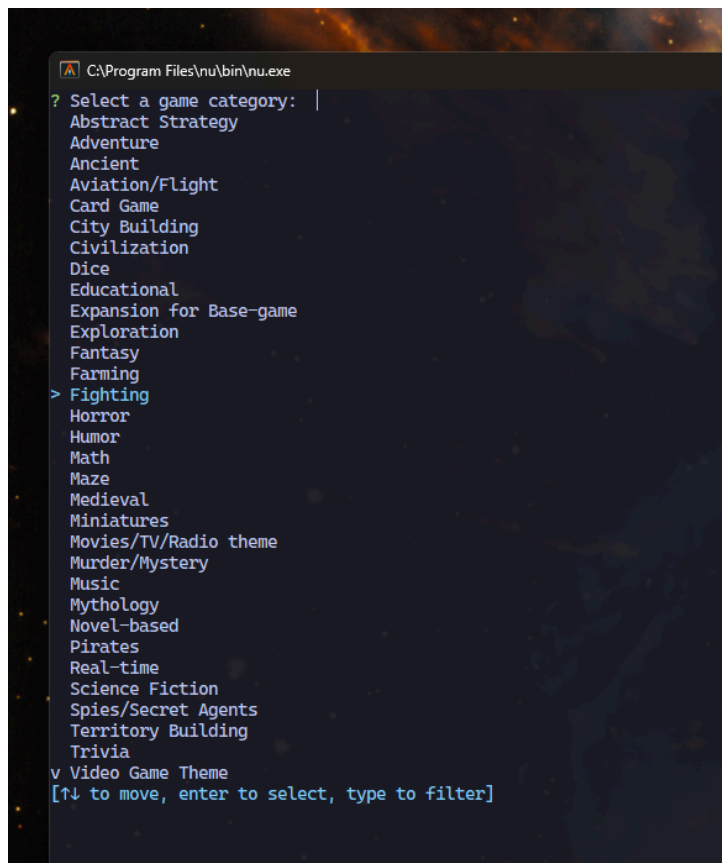 C:\Program Files\nu\bin\nu.exe
? Select a game category:
Abstract Strategy
Adventure
Ancient
Aviation/Flight
Card Game
City Building
Civilization
Dice
Educational
Expansion for Base-game
Exploration
Fantasy
Farming
> Fighting
Horror
Humor
Math
Maze
Medieval
Miniatures
Movies/TV/Radio theme
Murder/Mystery
Music
Mythology
Novel-based
Pirates
Real-time
Science Fiction
Spies/Secret Agents
Territory Building
Trivia
v Video Game Theme
[↑↓ to move, enter to select, type to filter]